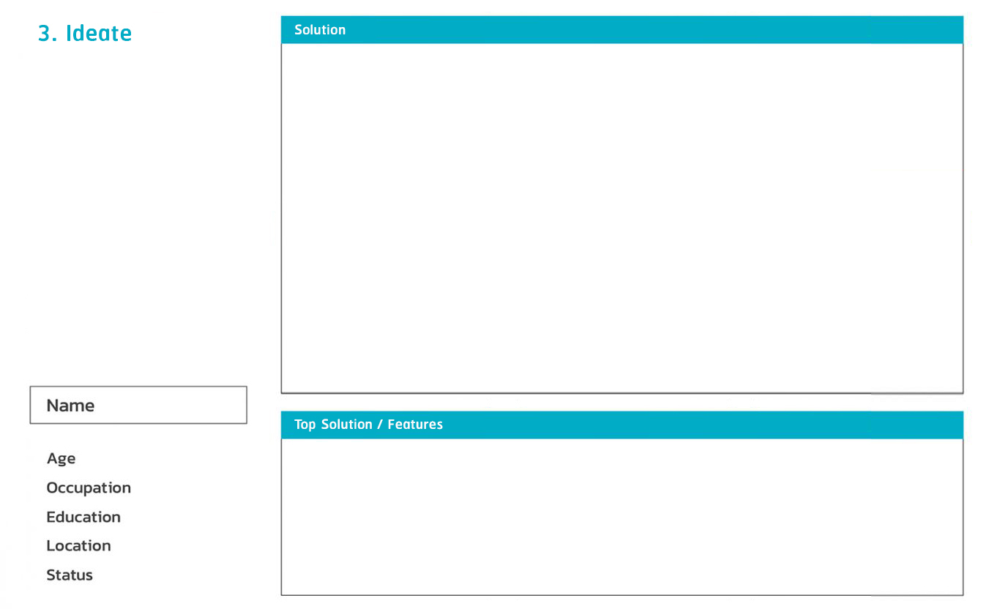 3. Ideate
Solution
Name
Age
Occupation
Education
Location
Status
Top Solution / Features